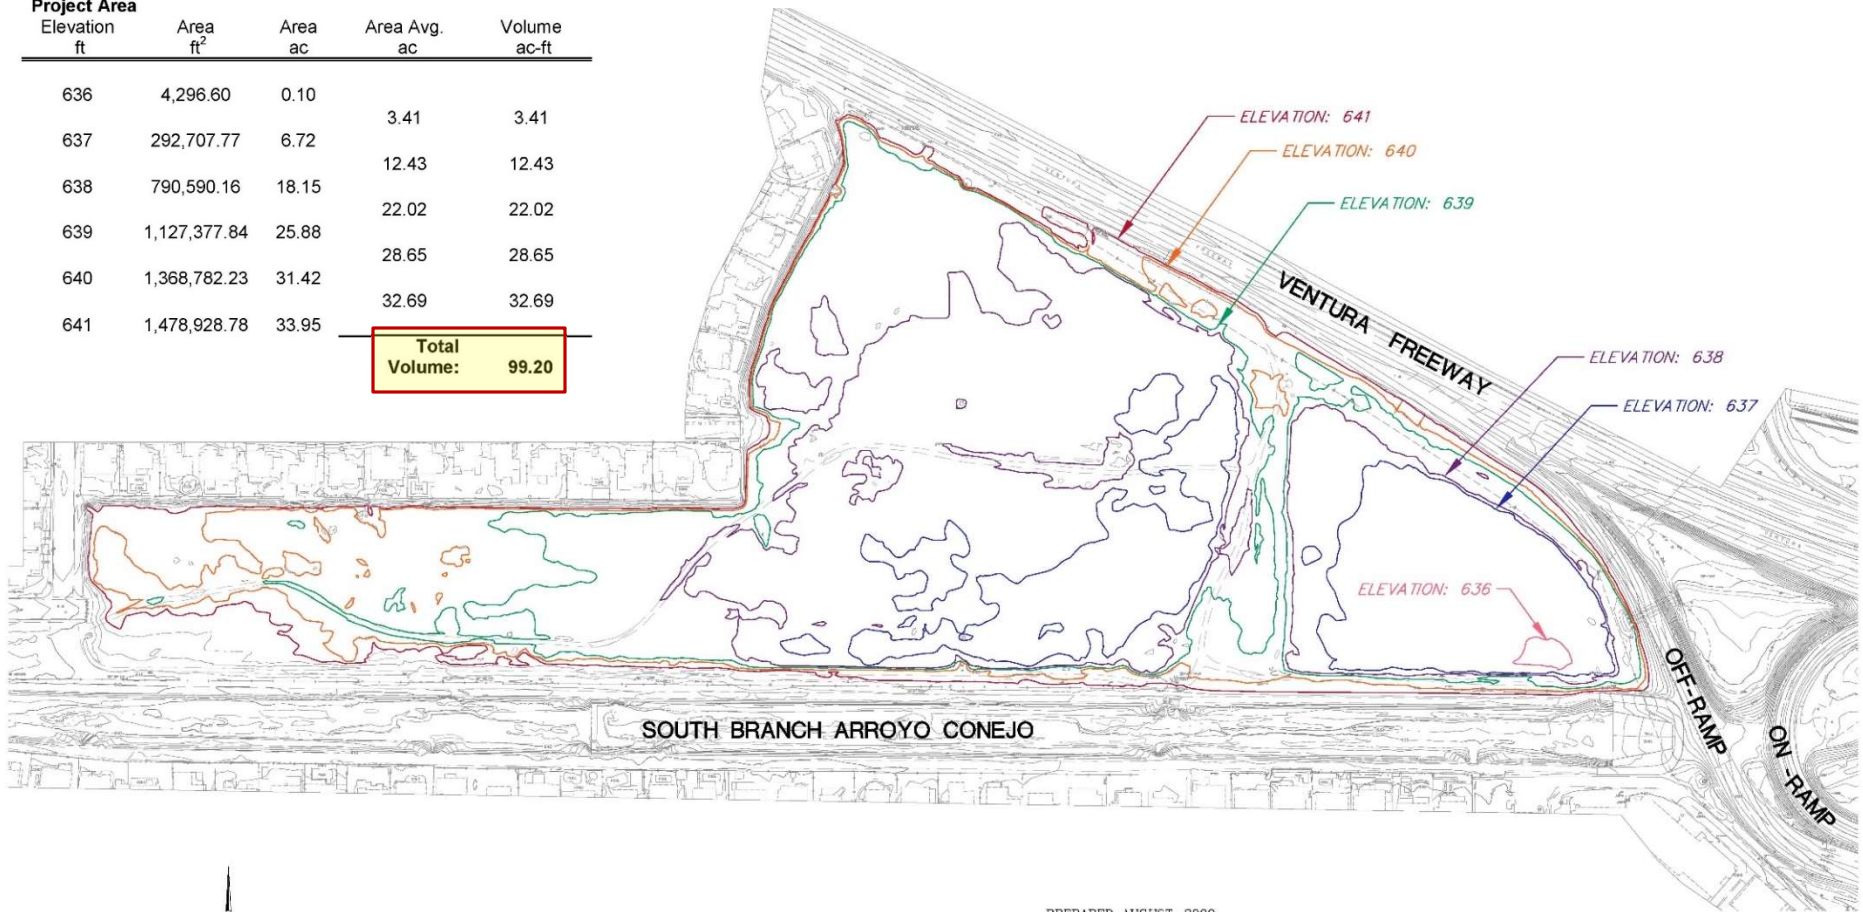 Project Area
Elevation Area Area Area Avg. Volume
ft ft² ac ac ac-ft
636 4,296.60 0.10
3.41 3.41
637 292,707.77 6.72
12.43 12.43
638 790,590.16 18.15
22.02 22.02
639 1,127,377.84 25.88
28.65 28.65
640 1,368,782.23 31.42
32.69 32.69
641 1,478,928.78 33.95
Total
Volume: 99.20
ELEVATION: 641
ELEVATION: 640
ELEVATION: 639
VENTURA FREEWAY
ELEVATION: 638
ELEVATION: 637
ELEVATION: 636
OFF-RAMP
ON-RAMP
SOUTH BRANCH ARROYO CONEJO